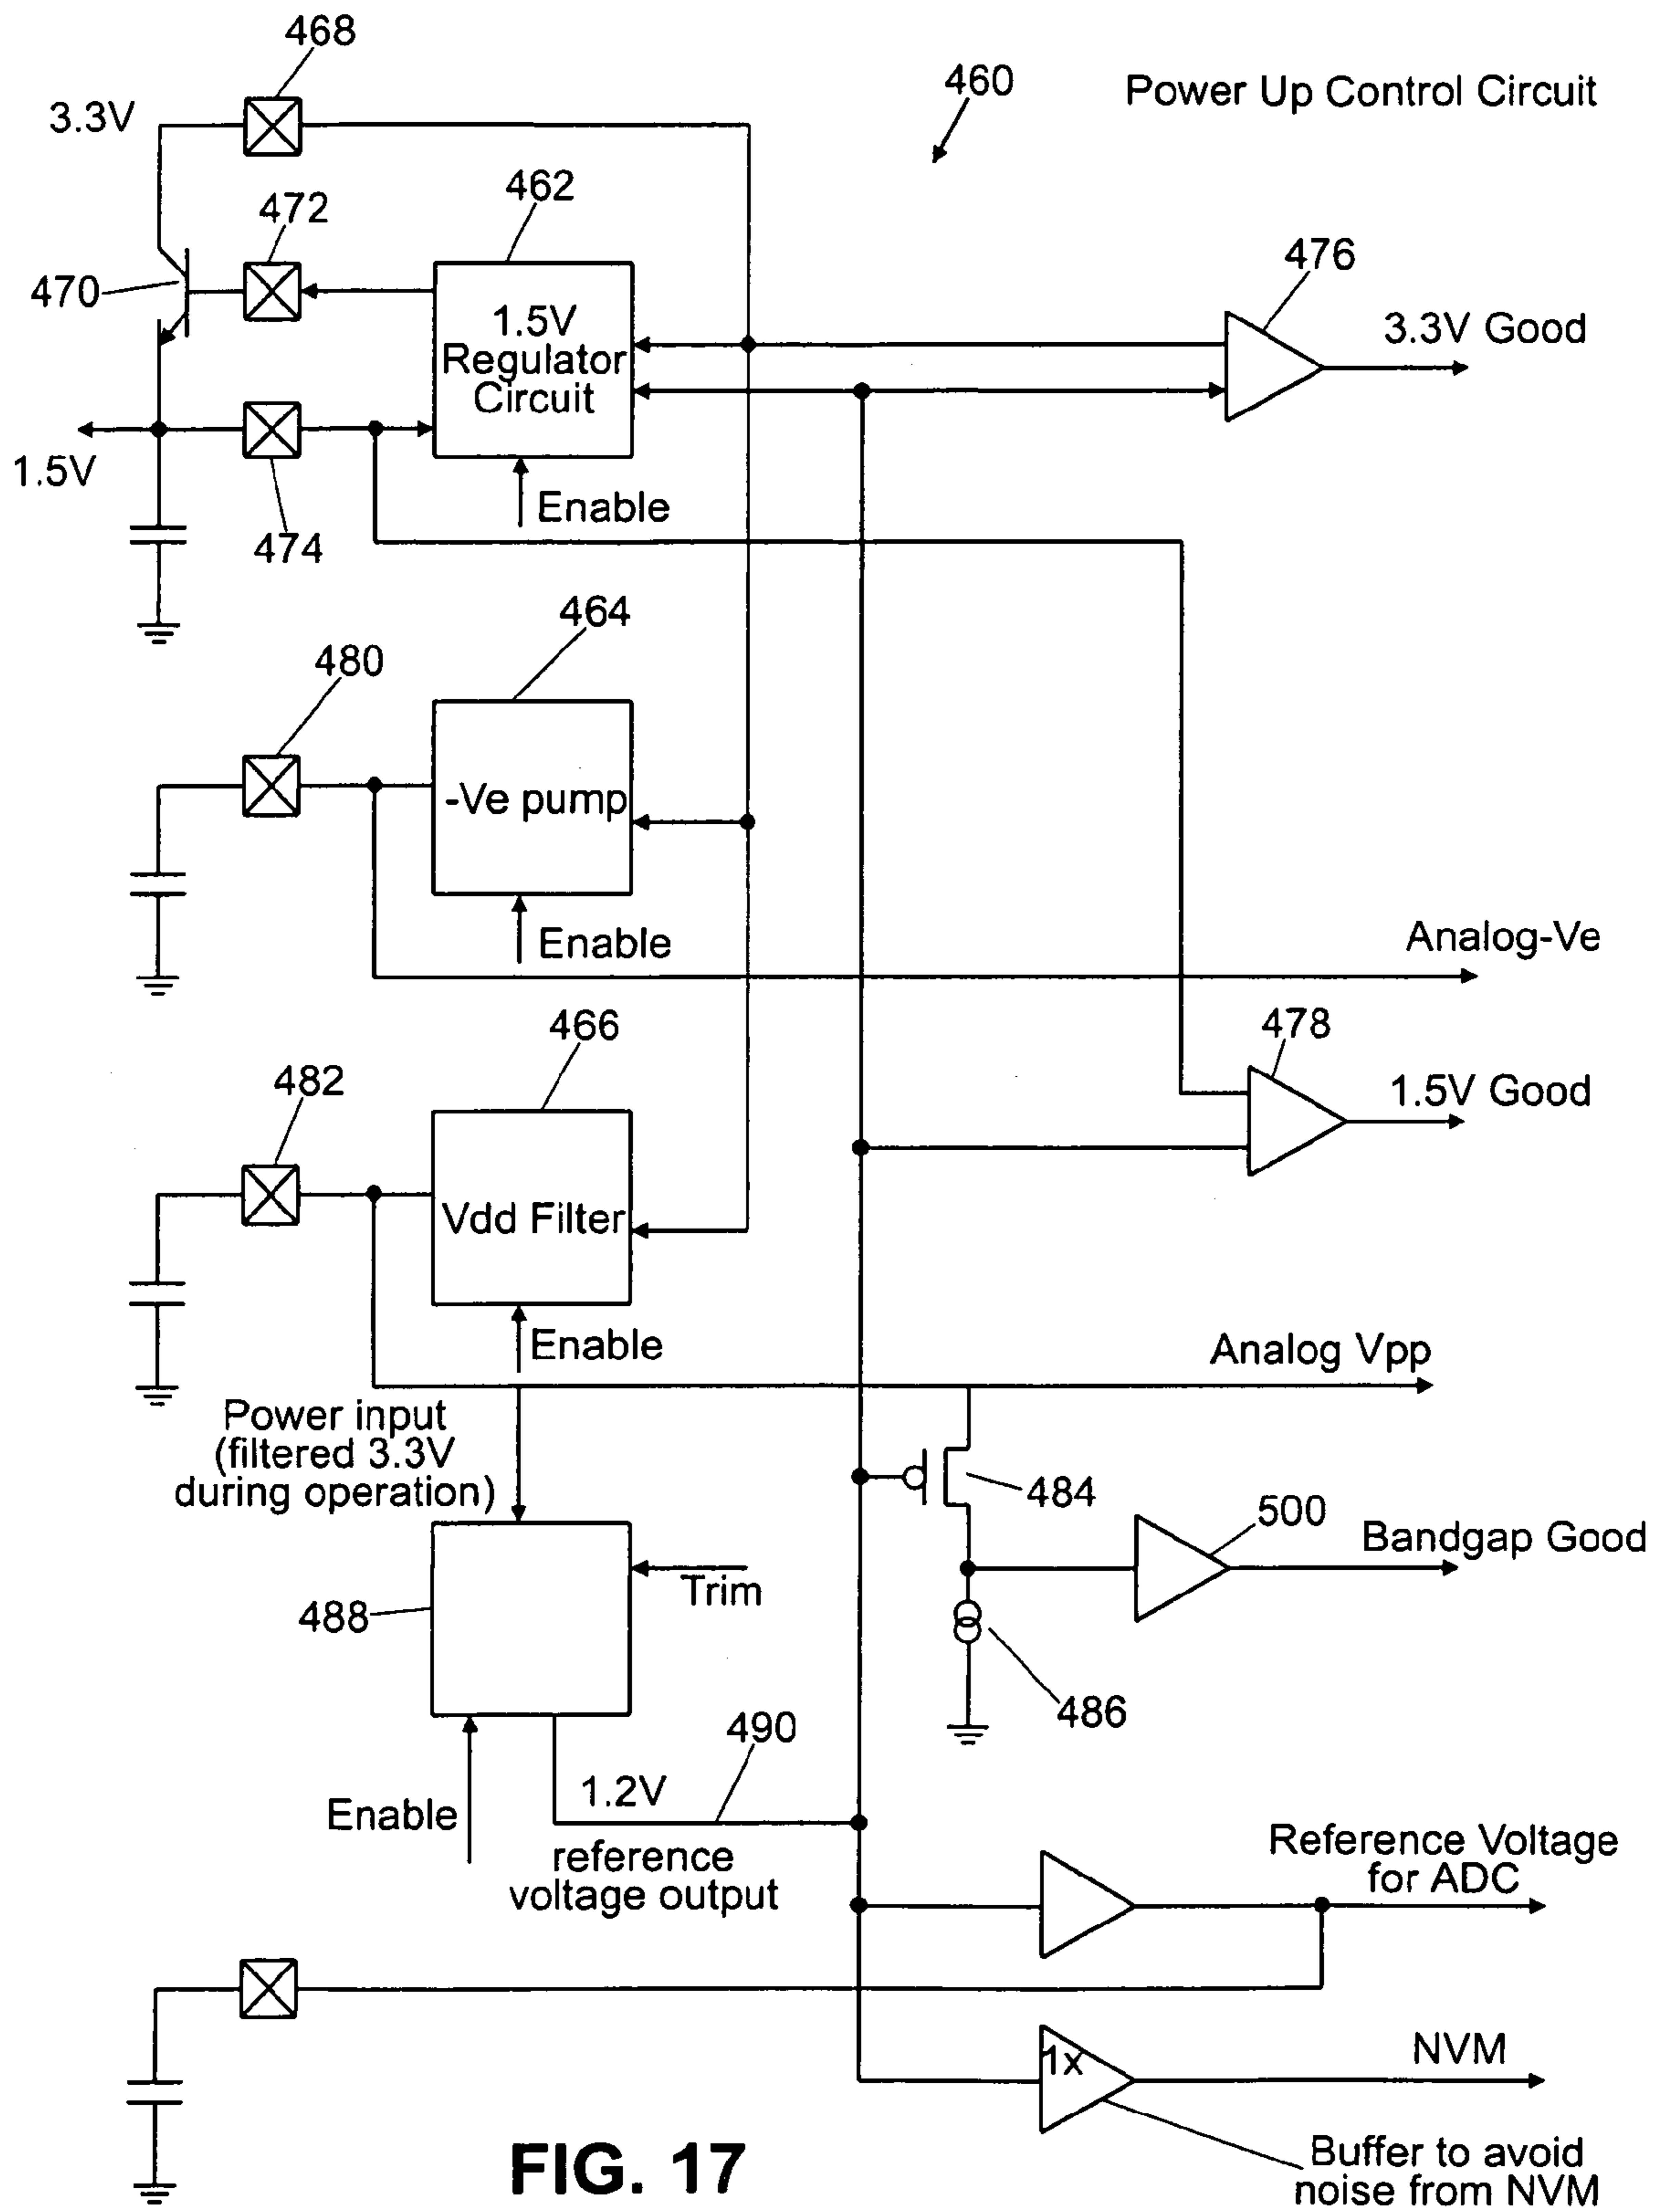 468
3.3V
460
Power Up Control Circuit
462
472
476
470
1.5V
Regulator
Circuit
3.3V Good
1.5V
Enable
474
464
480
-Ve pump
Enable
Analog-Ve
466
478
482
1.5V Good
Vdd Filter
Enable
Analog Vpp
Power input
(filtered 3.3V
during operation)
484
500
Bandgap Good
Trim
488
486
490
1.2V
Enable
reference
voltage output
Reference Voltage
for ADC
1x
NVM
Buffer to avoid
noise from NVM
FIG. 17